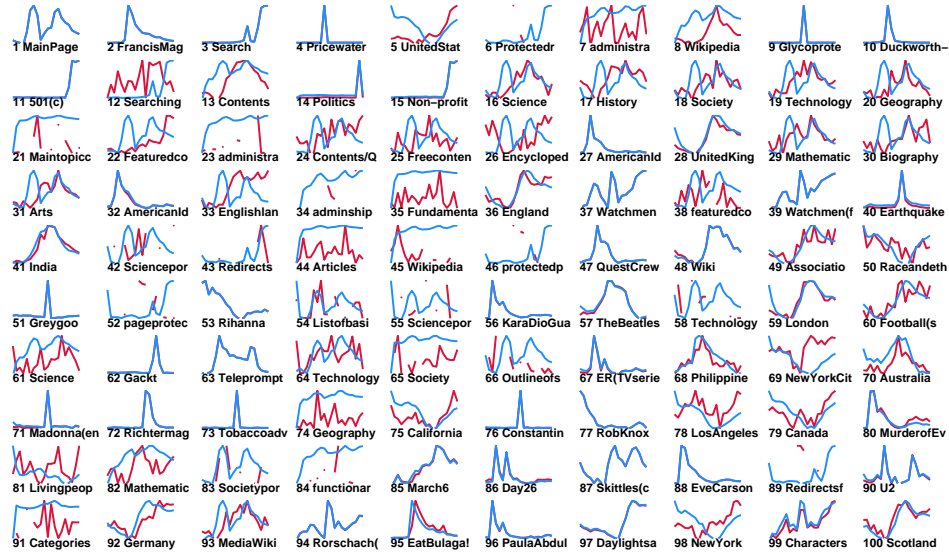 1 MainPage 2 FrancisMag 3 Search 4 Pricewater 5 UnitedStat 6 Protectedr 7 administra 8 Wikipedia 9 Glycoprote 10 Duckworth−
11 501(c) 12 Searching 13 Contents 14 Politics 15 Non−profit 16 Science 17 History 18 Society 19 Technology 20 Geography
21 Maintopicc 22 Featuredco 23 administra 24 Contents/Q 25 Freeconten 26 Encycloped 27 AmericanId 28 UnitedKing 29 Mathematic 30 Biography
31 Arts 32 AmericanId 33 Englishlan 34 adminship 35 Fundamenta 36 England 37 Watchmen 38 featuredco 39 Watchmen(f 40 Earthquake
41 India 42 Sciencepor 43 Redirects 44 Articles 45 Wikipedia 46 protectedp 47 QuestCrew 48 Wiki 49 Associatio 50 Raceandeth
51 Greygoo 52 pageprotec 53 Rihanna 54 Listofbasi 55 Sciencepor 56 KaraDioGua 57 TheBeatles 58 Technology 59 London 60 Football(s
61 Science 62 Gackt 63 Teleprompt 64 Technology 65 Society 66 Outlineofs 67 ER(TVserie 68 Philippine 69 NewYorkCit 70 Australia
71 Madonna(en 72 Richtermag 73 Tobaccoadv 74 Geography 75 California 76 Constantin 77 RobKnox 78 LosAngeles 79 Canada 80 MurderofEv
81 Livingpeop 82 Mathematic 83 Societypor 84 functionar 85 March6 86 Day26 87 Skittles(c 88 EveCarson 89 Redirectsf 90 U2
91 Categories 92 Germany 93 MediaWiki 94 Rorschach( 95 EatBulaga! 96 PaulaAbdul 97 Daylightsa 98 NewYork 99 Characters 100 Scotland